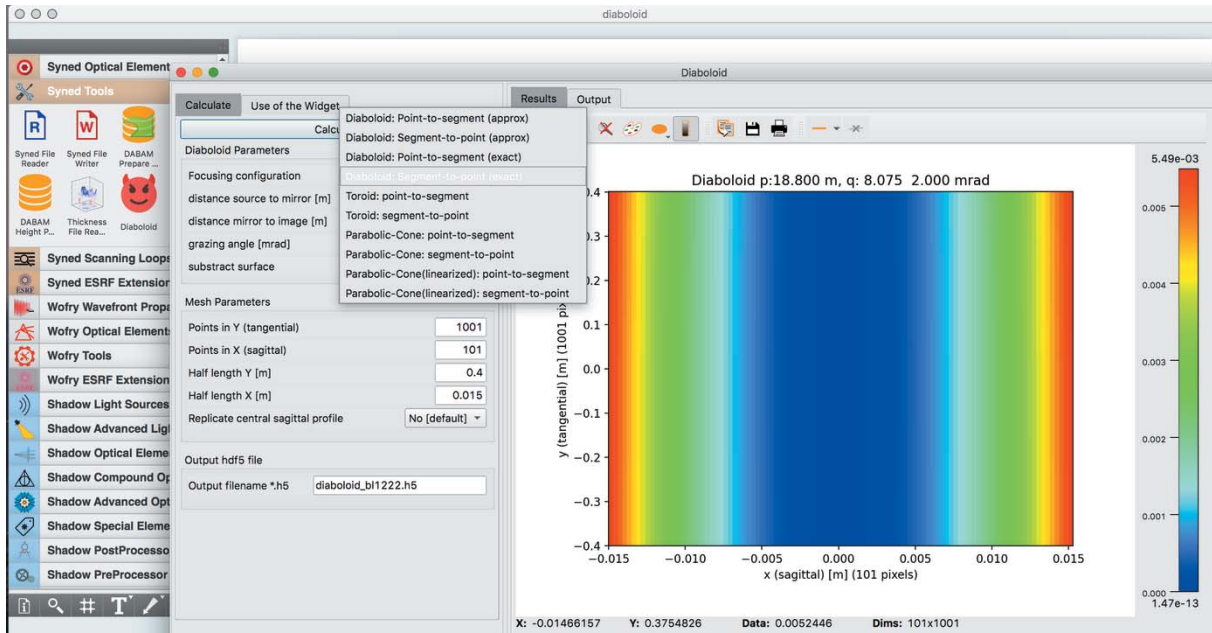 diaboloid
Syned Optical Element
Syned Tools
R
W
Syned File Reader
Syned File Writer
DABAM Prepare ...
DABAM Height P...
Thickness File Rea...
Diaboloid
Syned Scanning Loops
ESRF
Syned ESRF Extension
Wofry Wavefront Propa
Wofry Optical Element
Wofry Tools
Wofry ESRF Extension
Shadow Light Sources
Shadow Advanced Lig
Shadow Optical Eleme
Shadow Compound Op
Shadow Advanced Opt
Shadow Special Eleme
Shadow PostProcesso
Shadow PreProcessor
T
Diaboloid
Calculate
Use of the Widget
Calcu
Diaboloid Parameters
Focusing configuration
distance source to mirror [m]
distance mirror to image [m]
grazing angle [mrad]
substract surface
Diaboloid: Point-to-segment (approx)
Diaboloid: Segment-to-point (approx)
Diaboloid: Point-to-segment (exact)
Diaboloid: Segment-to-point (exact)
Toroid: point-to-segment
Toroid: segment-to-point
Parabolic-Cone: point-to-segment
Parabolic-Cone: segment-to-point
Parabolic-Cone(linearized): point-to-segment
Parabolic-Cone(linearized): segment-to-point
Mesh Parameters
Points in Y (tangential) 1001
Points in X (sagittal) 101
Half length Y [m] 0.4
Half length X [m] 0.015
Replicate central sagittal profile No [default]
Output hdf5 file
Output filename *.h5 diaboloid_bl1222.h5
Results
Output
Diaboloid p:18.800 m, q: 8.075 2.000 mrad
0.4
0.3
0.2
0.1
0.0
−0.1
−0.2
−0.3
−0.4
y (tangential) [m] (1001 pix
−0.015 −0.010 −0.005 0.000 0.005 0.010 0.015
x (sagittal) [m] (101 pixels)
5.49e-03
0.005
0.004
0.003
0.002
0.001
0.000
1.47e-13
X: -0.01466157 Y: 0.3754826 Data: 0.0052446 Dims: 101x1001